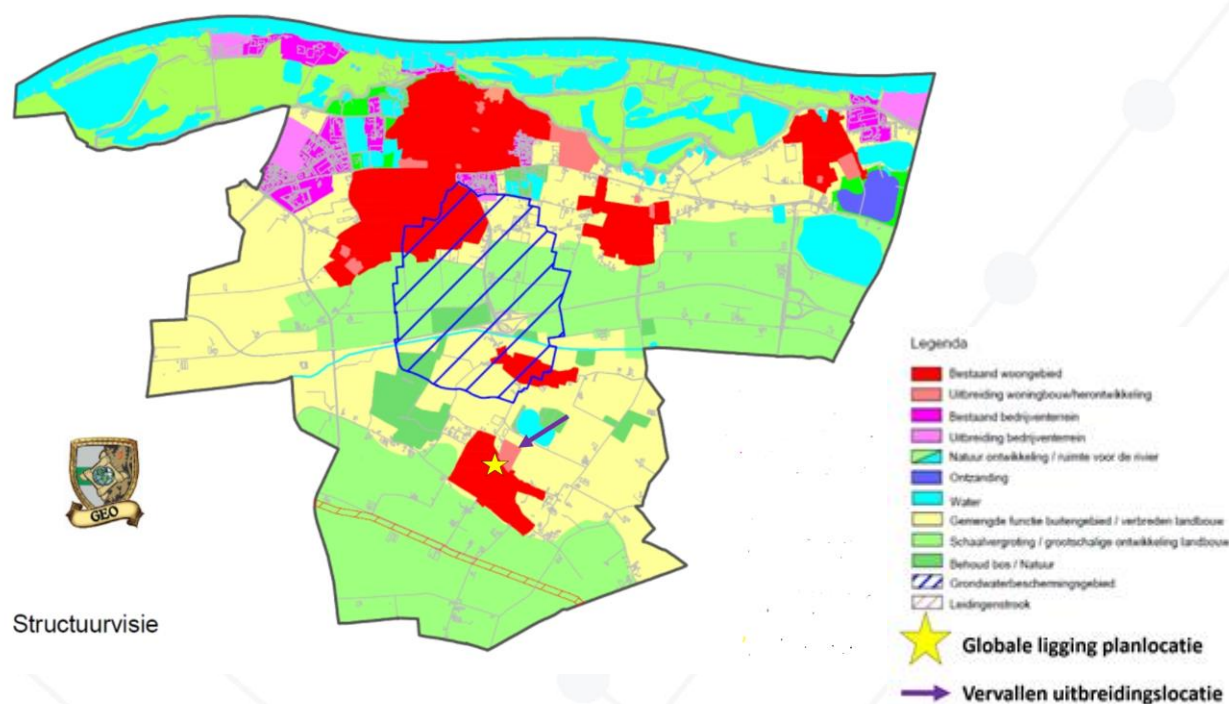 Legenda
Bestaand woongebied
Uitbreiding woningbouw/herontwikkeling
Bestaand bedrijventerrein
Uitbreiding bedrijventerrein
Natuur ontwikkeling / ruimte voor de rivier
Ontzanding
Water
Gemengde functie buitengebied / verbreden landbouw
Schaalvergroting / grootschalige ontwikkeling landbouw
Behoud bos / Natuur
Grondwaterbeschermingsgebied
Leidingenstrook
GEO
Structuurvisie
Globale ligging planlocatie
Vervallen uitbreidingslocatie